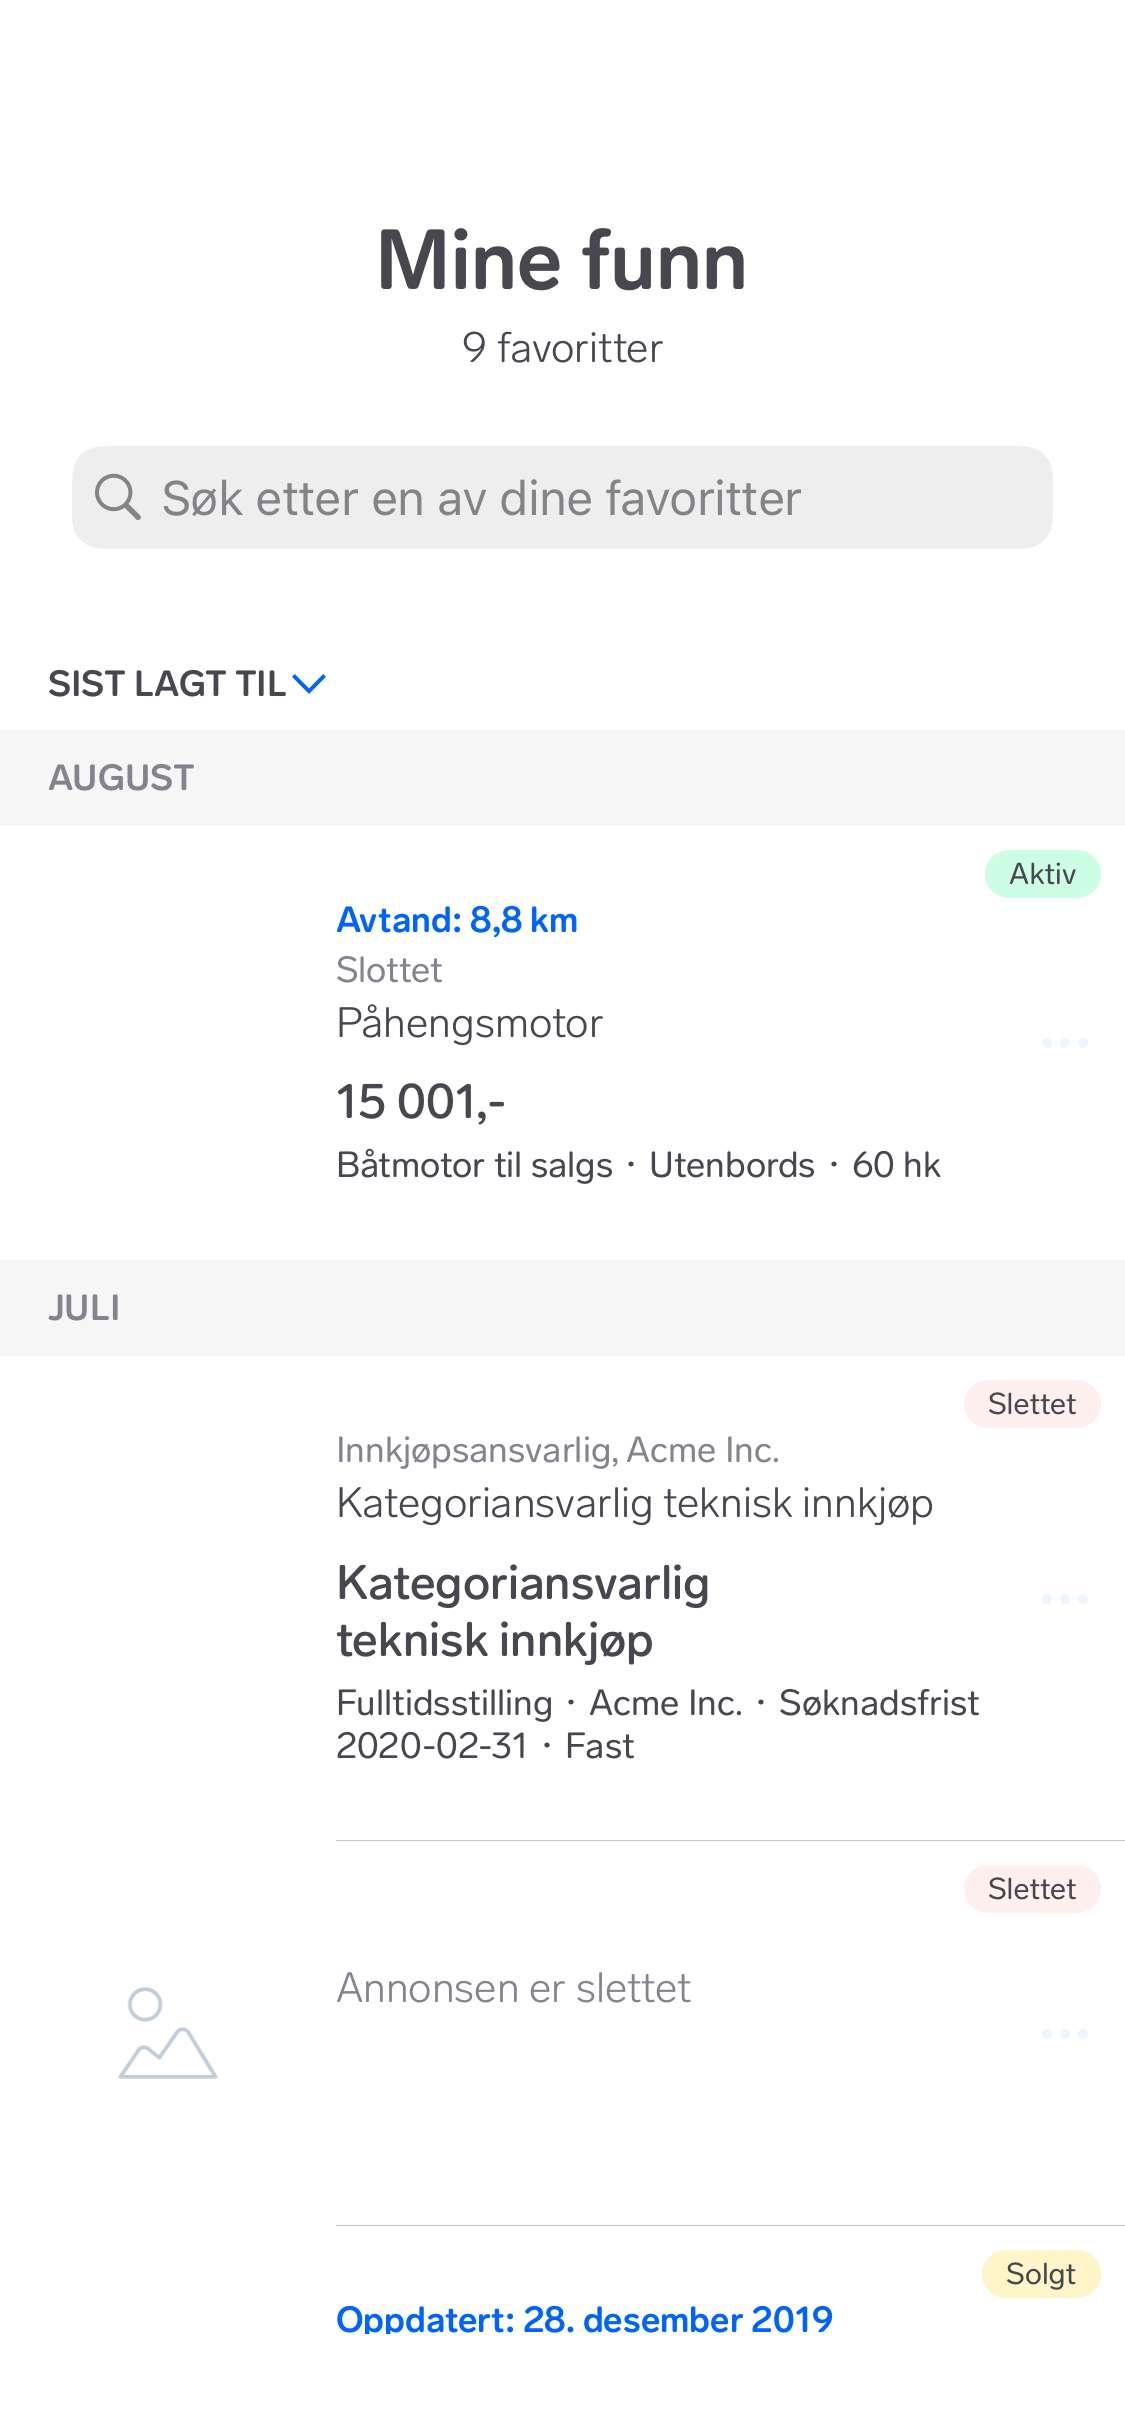 Mine funn
9 favoritter
Søk etter en av dine favoritter
SIST LAGT TIL
AUGUST
Aktiv
Avtand: 8,8 km
Slottet
Påhengsmotor
15 001,-
Båtmotor til salgs · Utenbords · 60 hk
JULI
Slettet
Innkjøpsansvarlig, Acme Inc.
Kategoriansvarlig teknisk innkjøp
Kategoriansvarlig
teknisk innkjøp
Fulltidsstilling · Acme Inc. · Søknadsfrist
2020-02-31 · Fast
Slettet
Annonsen er slettet
Solgt
Oppdatert: 28. desember 2019